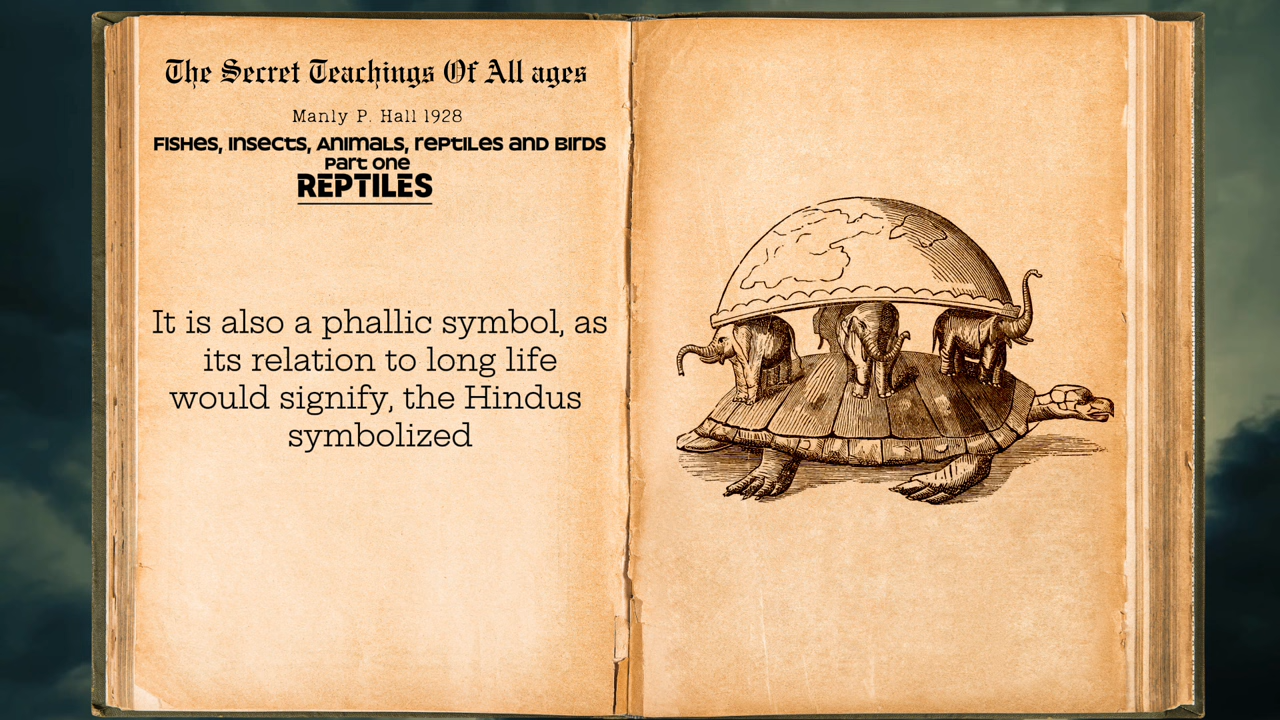 The Secret Teachings Of All ages
Manly P. Hall 1928
Fishes, Insects, Animals, reptiles and Birds
Part one
REPTILES
It is also a phallic symbol, as
its relation to long life
would signify, the Hindus
symbolized